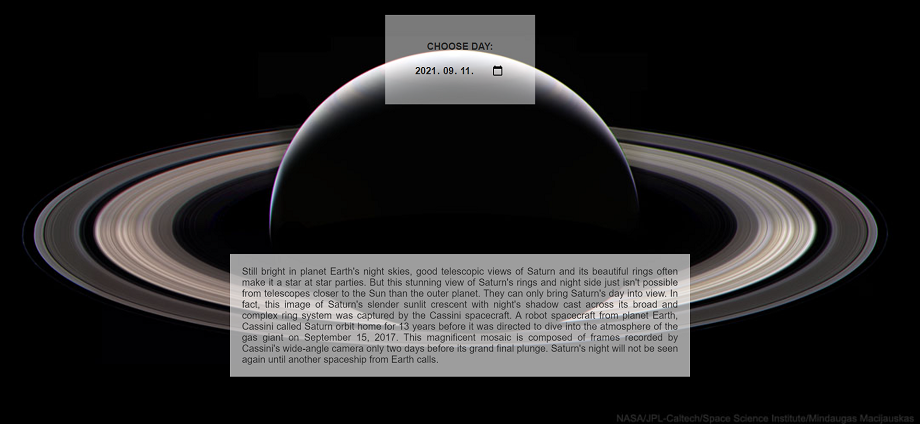 CHOOSE DAY:
2021. 09. 11.
Still bright in planet Earth's night skies, good telescopic views of Saturn and its beautiful rings often
make it a star at star parties. But this stunning view of Saturn's rings and night side just isn't possible
from telescopes closer to the Sun than the outer planet. They can only bring Saturn's day into view. In
fact, this image of Saturn's slender sunlit crescent with night's shadow cast across its broad and
complex ring system was captured by the Cassini spacecraft. A robot spacecraft from planet Earth,
Cassini called Saturn orbit home for 13 years before it was directed to dive into the atmosphere of the
gas giant on September 15, 2017. This magnificent mosaic is composed of frames recorded by
Cassini's wide-angle camera only two days before its grand final plunge. Saturn's night will not be seen
again until another spaceship from Earth calls.
NASA/JPL-Caltech/Space Science Institute/Mindaugas Macijauskas